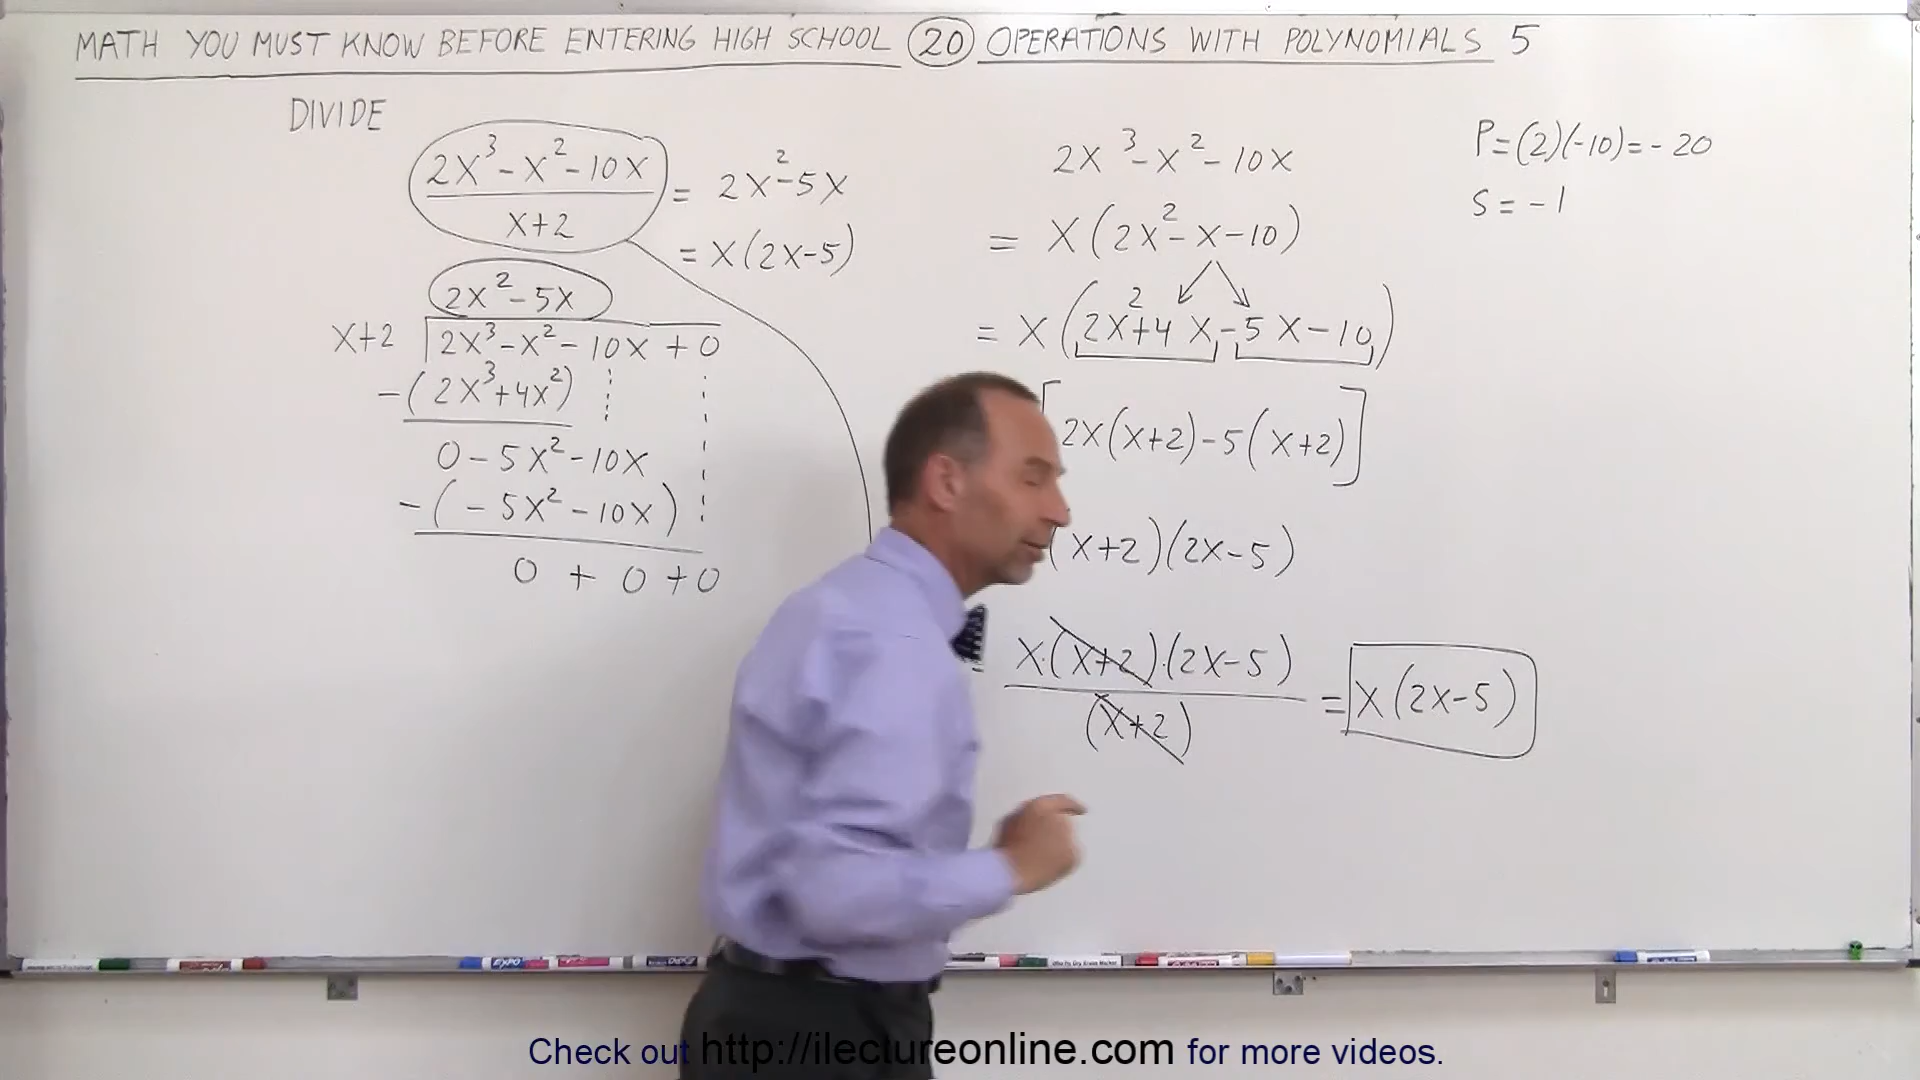 MATH YOU MUST KNOW BEFORE ENTERING HIGH SCHOOL (20) OPERATIONS WITH POLYNOMIALS 5
DIVIDE
2X³-X²-10X
X+2
= 2X²-5X
= X(2X-5)
2X²-5X
X+2 2X³-X²-10X+0
-(2X³+4X²)
0-5X²-10X
-(-5X²-10X)
0+0+0
2X³-X²-10X
= X(2X²-X-10)
= X(2X²+4X-5X-10)
[2X(X+2)-5(X+2)]
(X+2)(2X-5)
X·(X+2)·(2X-5)
(X+2)
= X(2X-5)
P=(2)(-10)=-20
S=-1
EXPO
Check out http://ilectureonline.com for more videos.